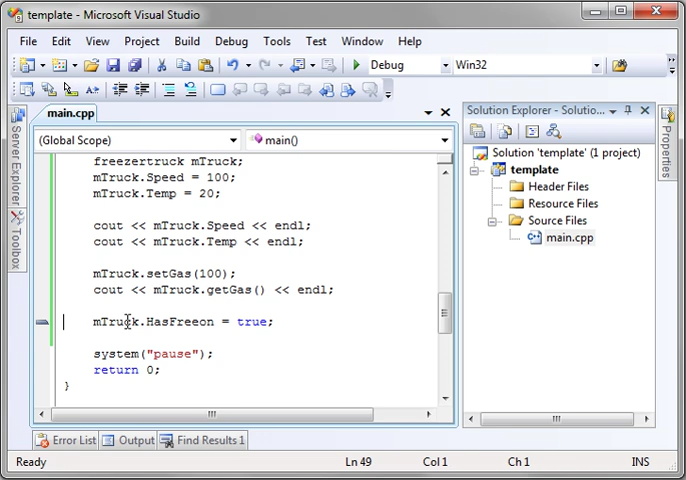 template - Microsoft Visual Studio
File Edit View Project Build Debug Tools Test Window Help
Debug Win32
main.cpp
(Global Scope) main()
freezertruck mTruck;
mTruck.Speed = 100;
mTruck.Temp = 20;
cout << mTruck.Speed << endl;
cout << mTruck.Temp << endl;
mTruck.setGas(100);
cout << mTruck.getGas() << endl;
mTruck.HasFreeon = true;
system("pause");
return 0;
}
Server Explorer
Toolbox
Solution Explorer - Solutio...
Solution 'template' (1 project)
template
Header Files
Resource Files
Source Files
main.cpp
Properties
Error List Output Find Results 1
Ready Ln 49 Col 1 Ch 1 INS